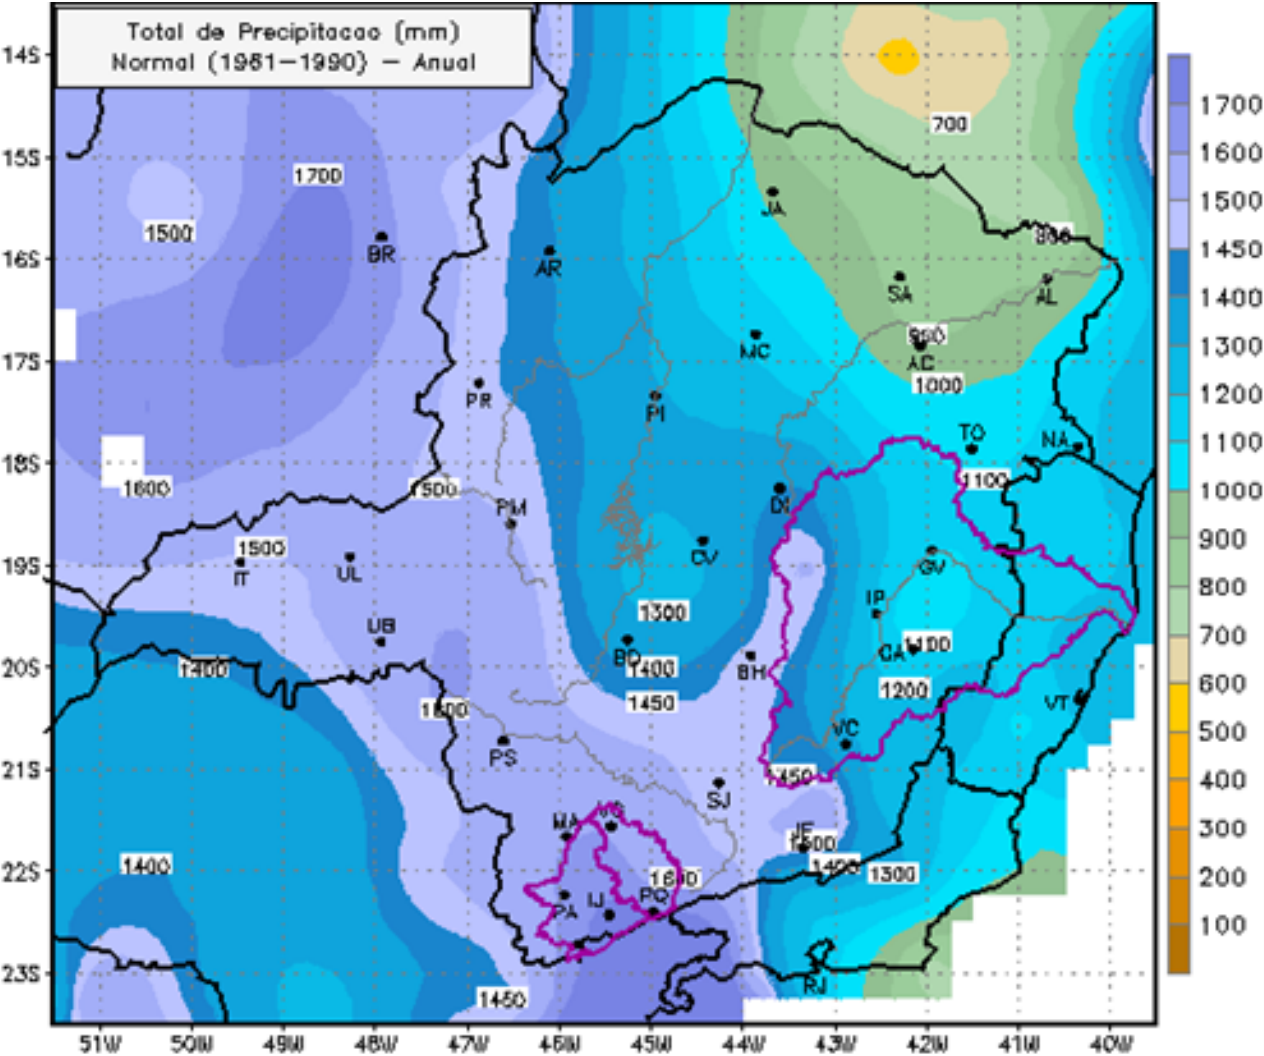 Total de Precipitacao (mm)
Normal (1961–1990) – Anual
14S
15S
16S
17S
18S
19S
20S
21S
22S
23S
700
1700
1500
JA
BR
AR
SA
AL
MC
850
AC
1000
PR
PI
TO
NA
1100
1600
1500
PM
DI
1500
IT
UL
CV
GV
IP
1300
UB
BD
1400
BH
CA
1100
1400
1200
1450
VT
VC
PS
1450
SJ
MA
VG
JF
1500
1400
1400
1300
1600
PA
IJ
PQ
1450
RJ
51W
50W
49W
48W
47W
46W
45W
44W
43W
42W
41W
40W
1700
1600
1500
1450
1400
1300
1200
1100
1000
900
800
700
600
500
400
300
200
100